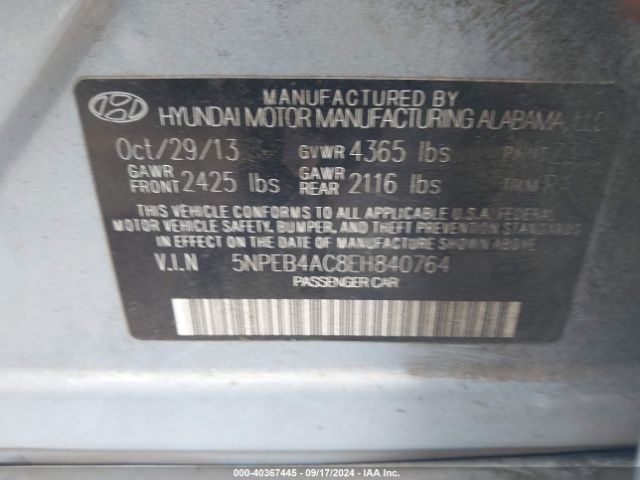 MANUFACTURED BY
HYUNDAI MOTOR MANUFACTURING ALABAMA, LLC
Oct/29/13 GVWR 4365 lbs PAINT
GAWR FRONT 2425 lbs GAWR REAR 2116 lbs TRIM
THIS VEHICLE CONFORMS TO ALL APPLICABLE U.S.A. FEDERAL
MOTOR VEHICLE SAFETY, BUMPER, AND THEFT PREVENTION STANDARDS
IN EFFECT ON THE DATE OF MANUFACTURE SHOWN ABOVE.
V.I.N 5NPEB4AC8EH840764
PASSENGER CAR
000-40367445 - 09/17/2024 - IAA Inc.